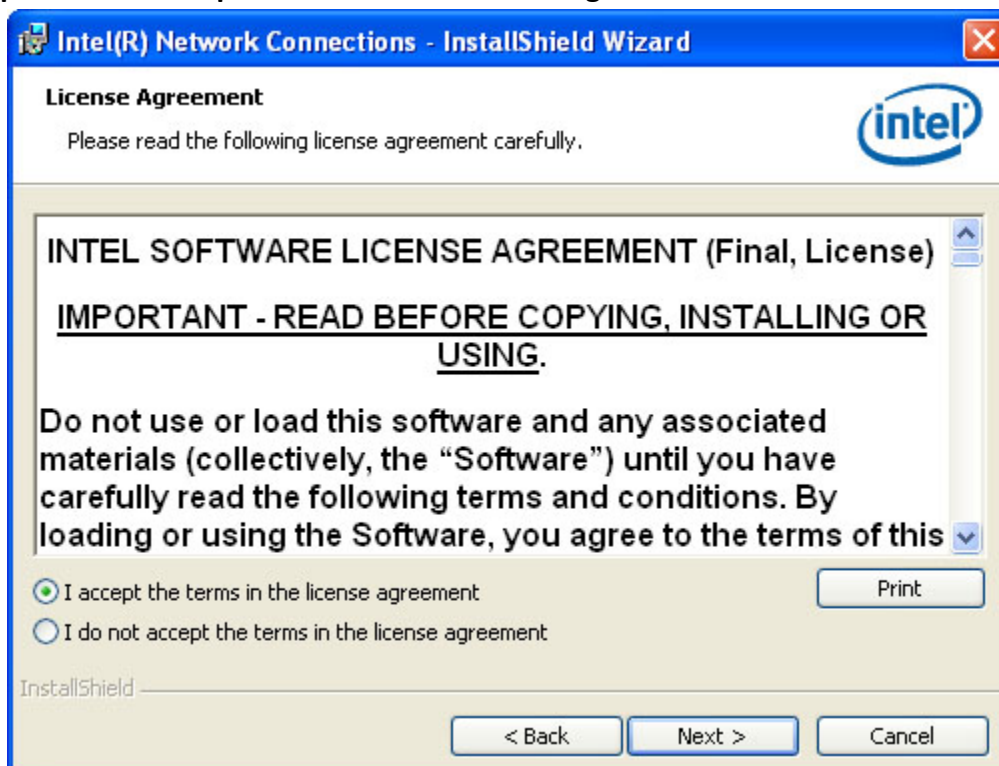 Intel(R) Network Connections - InstallShield Wizard
License Agreement
Please read the following license agreement carefully.
intel
INTEL SOFTWARE LICENSE AGREEMENT (Final, License)
IMPORTANT - READ BEFORE COPYING, INSTALLING OR
USING.
Do not use or load this software and any associated
materials (collectively, the “Software”) until you have
carefully read the following terms and conditions. By
loading or using the Software, you agree to the terms of this
I accept the terms in the license agreement
Print
I do not accept the terms in the license agreement
InstallShield
< Back
Next >
Cancel